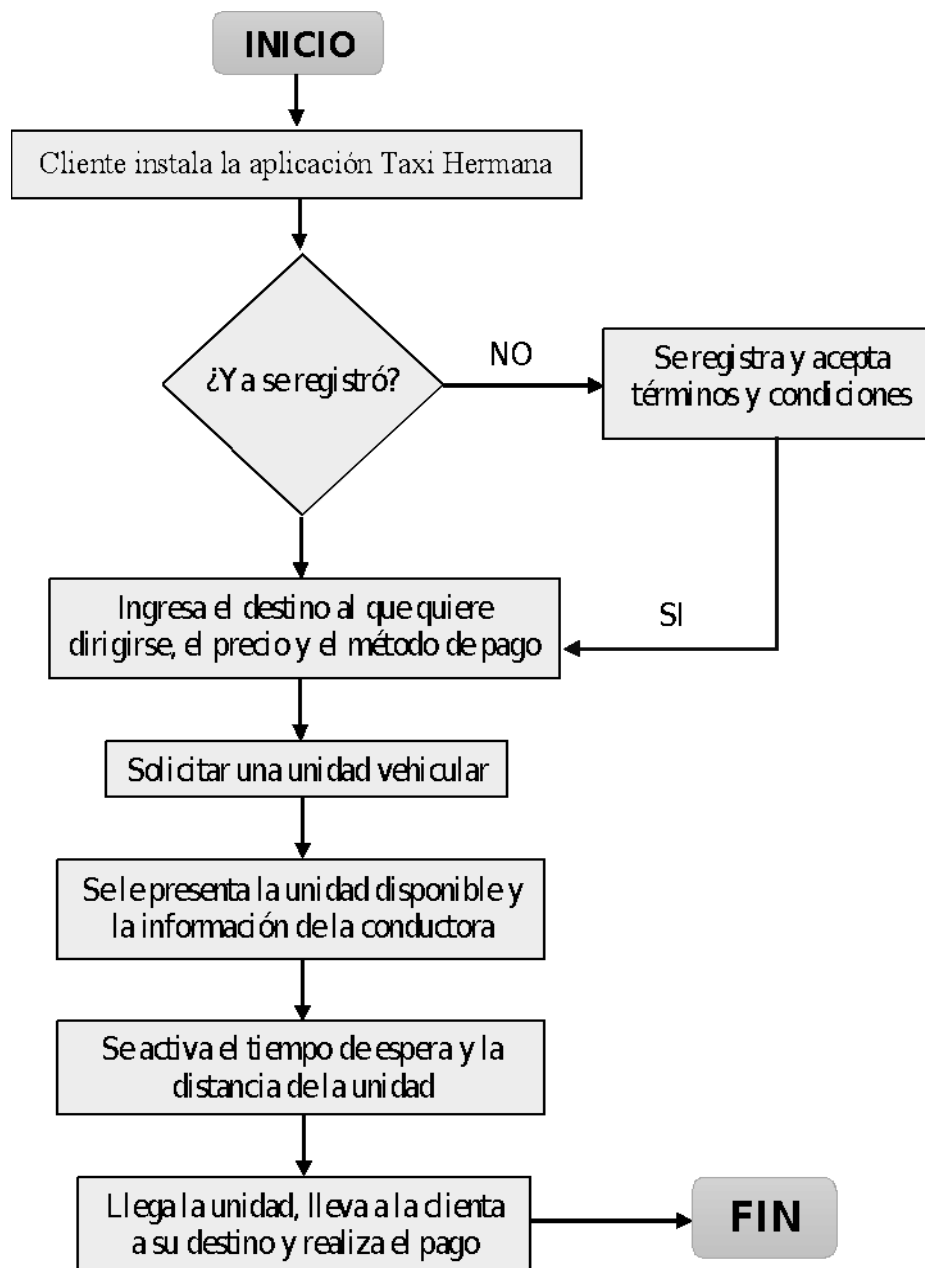 INICIO
Cliente instala la aplicación Taxi Hermana
¿Ya se registró?
NO
Se registra y acepta
términos y condiciones
Ingresa el destino al que quiere
dirigirse, el precio y el método de pago
SI
Solicitar una unidad vehicular
Se le presenta la unidad disponible y
la información de la conductora
Se activa el tiempo de espera y la
distancia de la unidad
Llega la unidad, lleva a la clienta
a su destino y realiza el pago
FIN